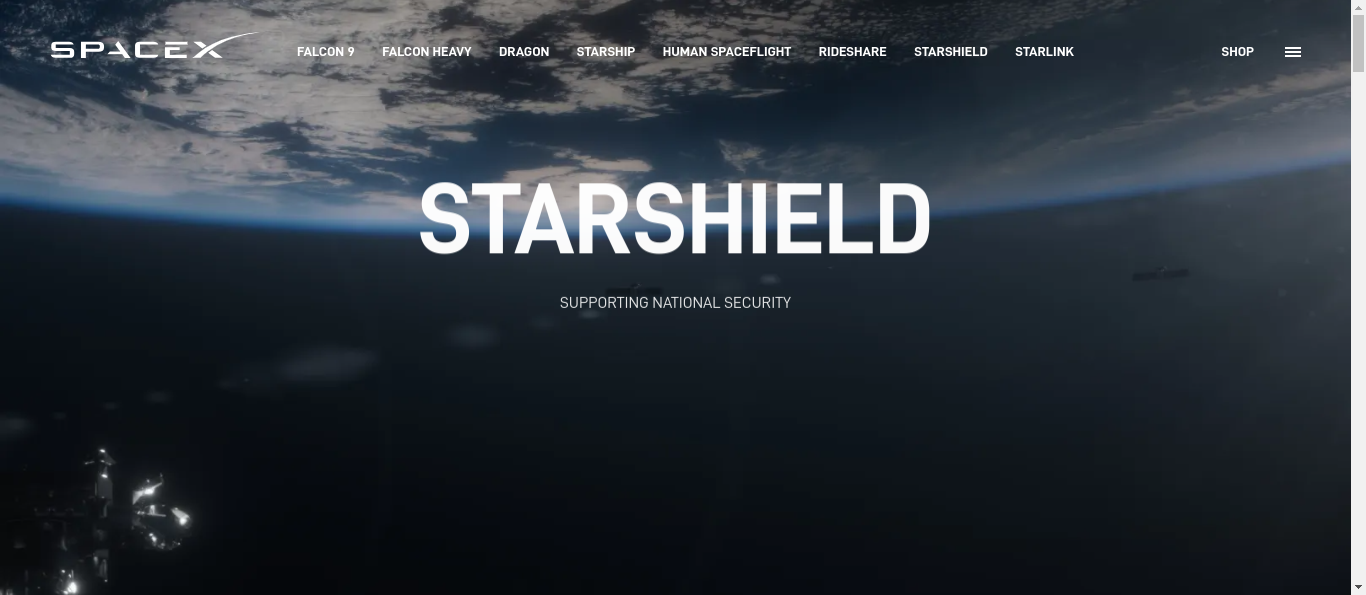 SPACEX FALCON 9 FALCON HEAVY DRAGON STARSHIP HUMAN SPACEFLIGHT RIDESHARE STARSHIELD STARLINK SHOP
STARSHIELD
SUPPORTING NATIONAL SECURITY